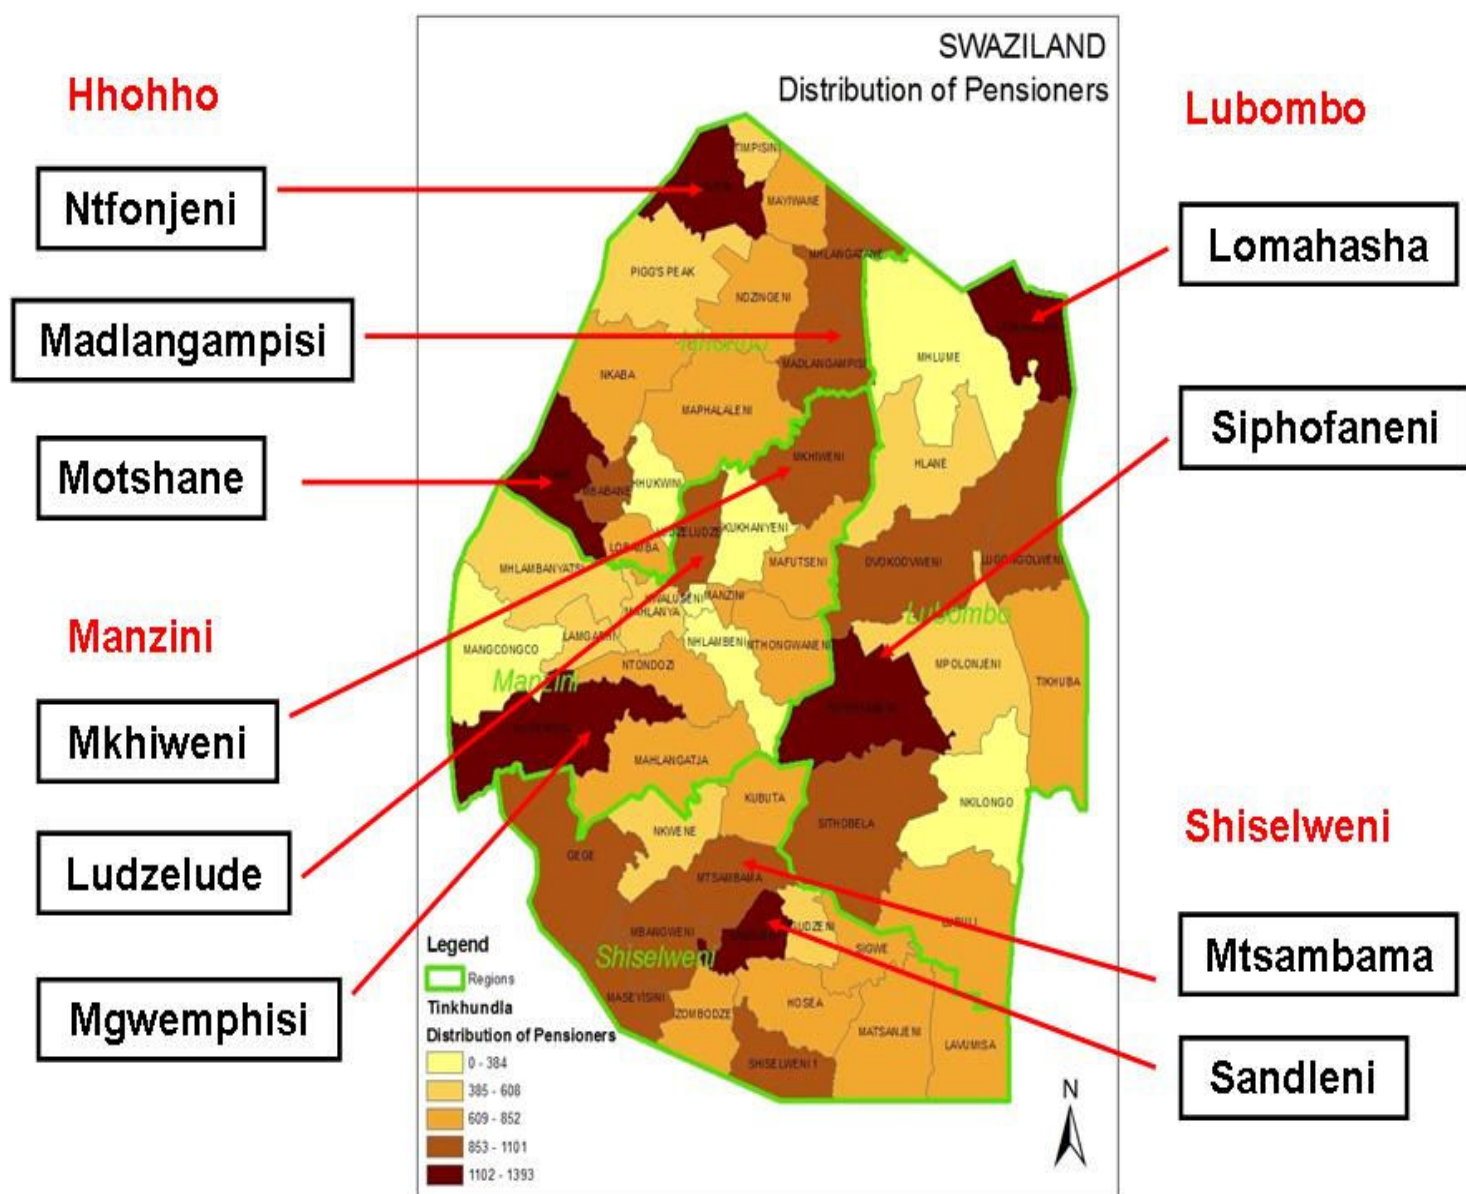 SWAZILAND
Distribution of Pensioners
Hhohho
Ntfonjeni
Madlangampisi
Motshane
Manzini
Mkhiweni
Ludzelude
Mgwemphisi
Lubombo
Lomahasha
Siphofaneni
Shiselweni
Mtsambama
Sandleni
TIMPISINI
MAYIWANE
MHLANGATANE
PIGG'S PEAK
NDZINGENI
MADLANGAMPISI
NKABA
MAPHALALENI
MHLUME
HLANE
MKHIWENI
MBABANE
HHUKWINI
LOBAMBA
KUKHANYENI
MAFUTSENI
DVOKODVWENI
LUGONGOLWENI
MHLAMBANYATSI
KWALUSENI
MANZINI
MAHLANYA
LAMGABHI
MANGCONGCO
NHLAMBENI
MTHONGWANENI
Lubombo
MPOLONJENI
TIKHUBA
NTONDOZI
Manzini
MAHLANGATJA
KUBUTA
NKWENE
SITHOBELA
NKILONGO
GEGE
MTSAMBAMA
MBANGWENI
Shiselweni
SIGWE
MASEYISINI
ZOMBODZE
HOSEA
MATSANJENI
LAVUMISA
SHISELWENI 1
Legend
Regions
Tinkhundla
Distribution of Pensioners
0 - 384
385 - 608
609 - 852
853 - 1101
1102 - 1393
N